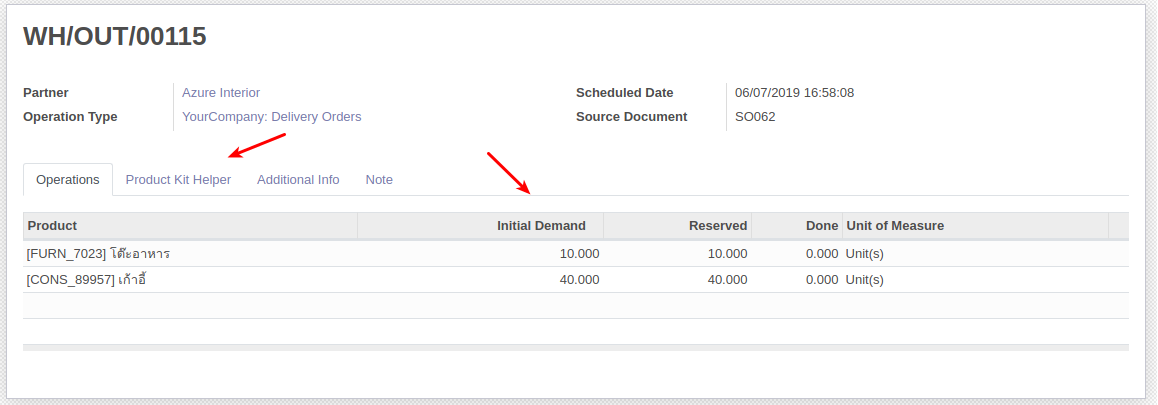 WH/OUT/00115
Partner Azure Interior Scheduled Date 06/07/2019 16:58:08
Operation Type YourCompany: Delivery Orders Source Document SO062
Operations Product Kit Helper Additional Info Note
Product Initial Demand Reserved Done Unit of Measure
[FURN_7023] โต๊ะอาหาร 10.000 10.000 0.000 Unit(s)
[CONS_89957] เก้าอี้ 40.000 40.000 0.000 Unit(s)